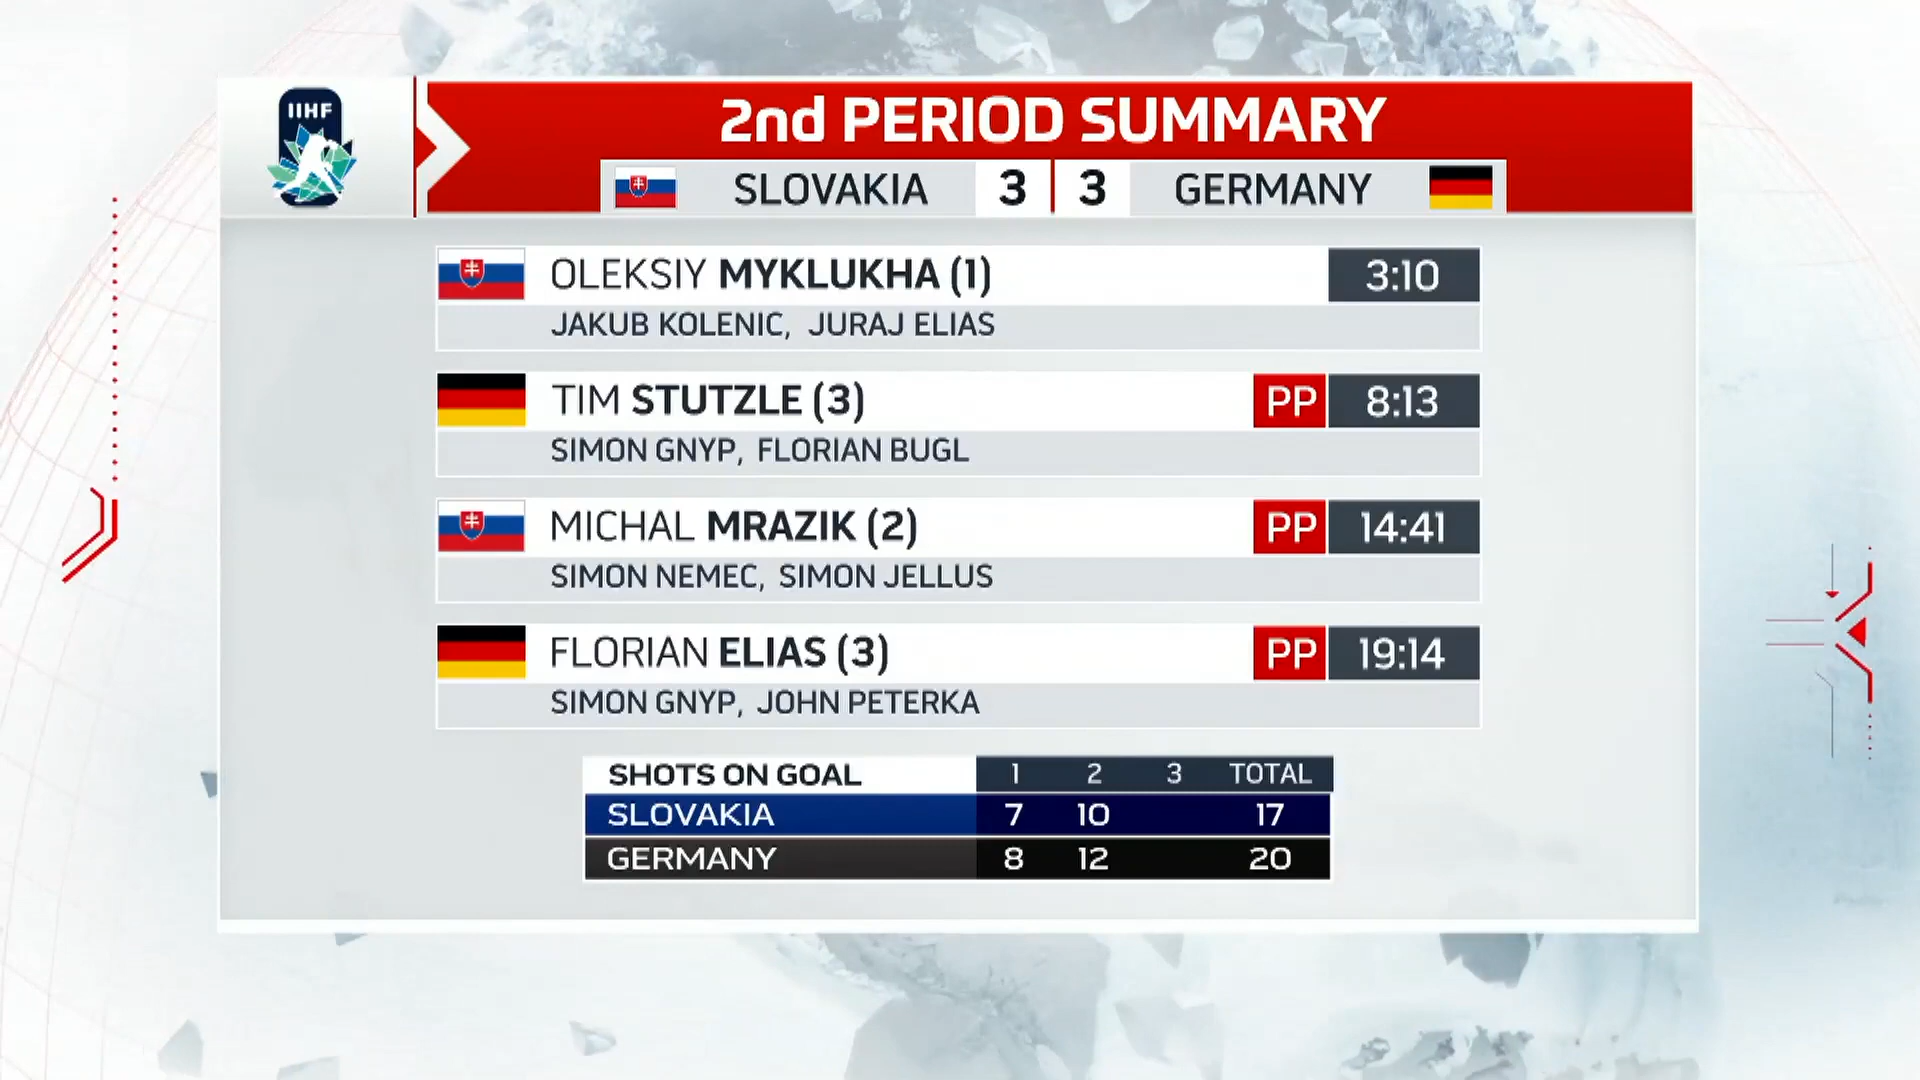 IIHF
2nd PERIOD SUMMARY
SLOVAKIA 3 3 GERMANY
OLEKSIY MYKLUKHA (1) 3:10
JAKUB KOLENIC, JURAJ ELIAS
TIM STUTZLE (3) PP 8:13
SIMON GNYP, FLORIAN BUGL
MICHAL MRAZIK (2) PP 14:41
SIMON NEMEC, SIMON JELLUS
FLORIAN ELIAS (3) PP 19:14
SIMON GNYP, JOHN PETERKA
SHOTS ON GOAL 1 2 3 TOTAL
SLOVAKIA 7 10 17
GERMANY 8 12 20